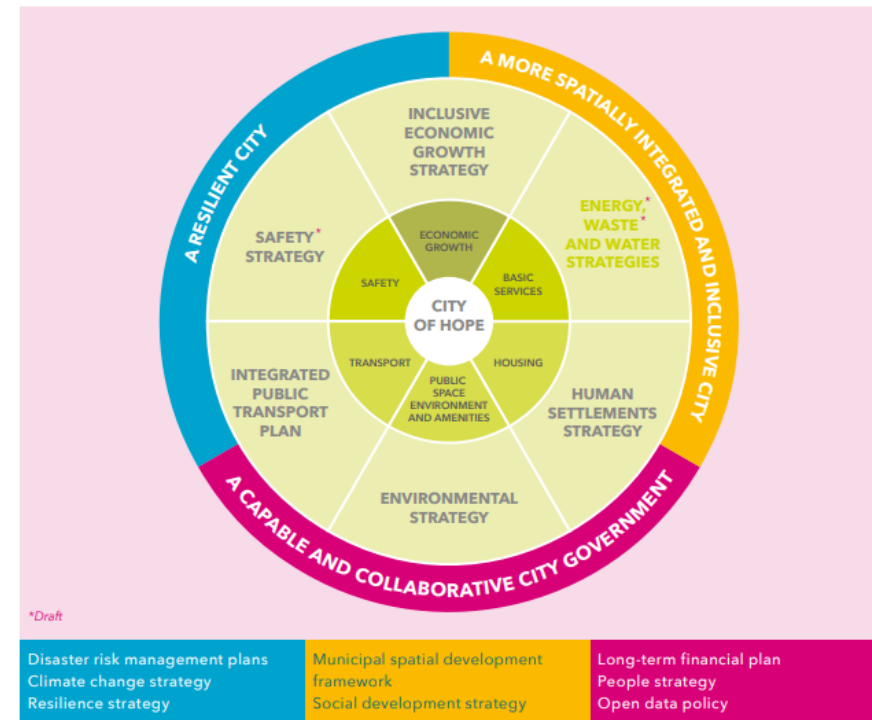 A RESILIENT CITY
A MORE SPATIALLY INTEGRATED AND INCLUSIVE CITY
A CAPABLE AND COLLABORATIVE CITY GOVERNMENT
INCLUSIVE
ECONOMIC
GROWTH
STRATEGY
ENERGY,*
WASTE*
AND WATER
STRATEGIES
HUMAN
SETTLEMENTS
STRATEGY
ENVIRONMENTAL
STRATEGY
INTEGRATED
PUBLIC
TRANSPORT
PLAN
SAFETY*
STRATEGY
ECONOMIC
GROWTH
BASIC
SERVICES
HOUSING
PUBLIC
SPACE
ENVIRONMENT
AND AMENITIES
TRANSPORT
SAFETY
CITY
OF HOPE
*Draft
Disaster risk management plans
Climate change strategy
Resilience strategy
Municipal spatial development
framework
Social development strategy
Long-term financial plan
People strategy
Open data policy